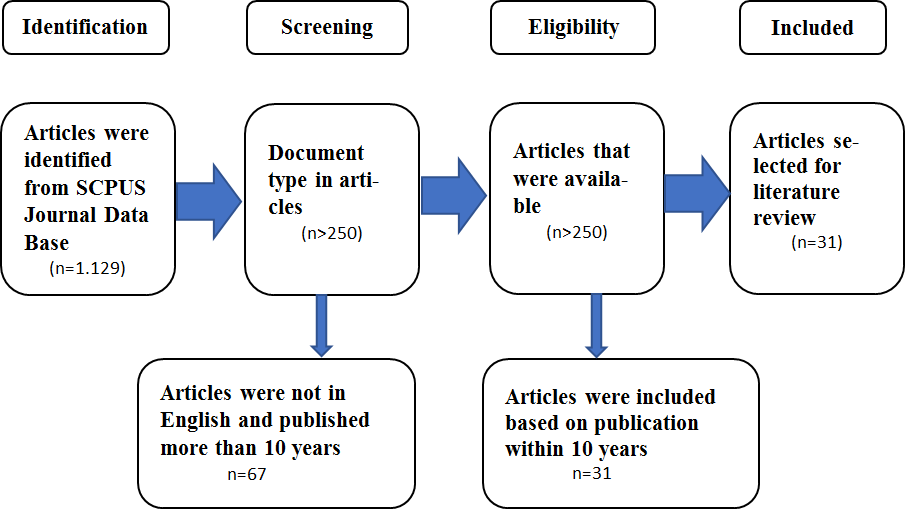 Identification
Screening
Eligibility
Included
Articles were
identified
from SCPUS
Journal Data
Base
(n=1.129)
Document
type in arti-
cles
(n>250)
Articles that
were availa-
ble
(n>250)
Articles se-
lected for
literature
review
(n=31)
Articles were not in
English and published
more than 10 years
n=67
Articles were included
based on publication
within 10 years
n=31